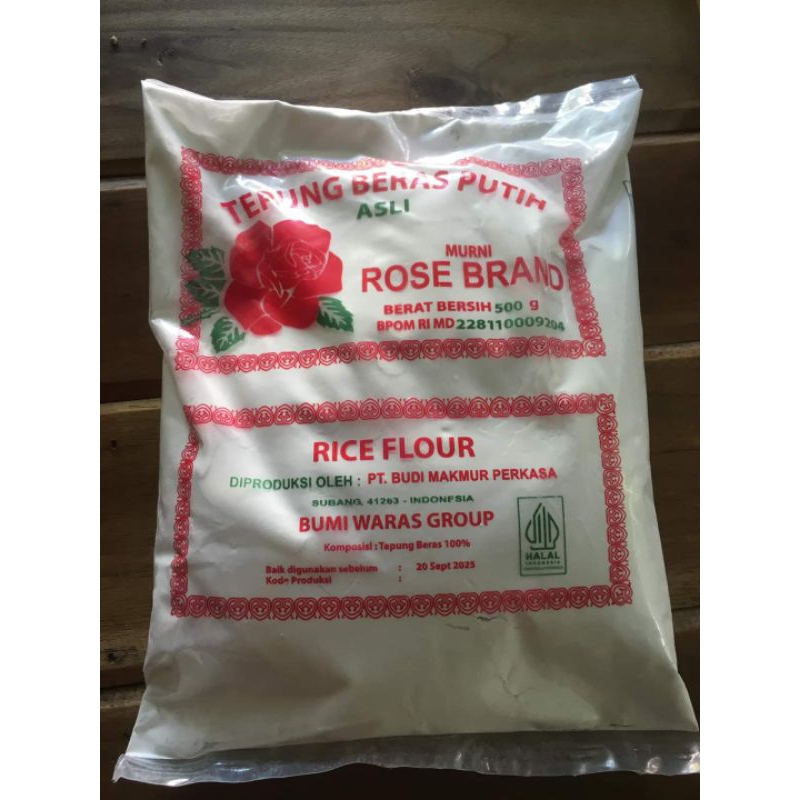 TEPUNG BERAS PUTIH
ASLI
MURNI
ROSE BRAND
BERAT BERSIH 500 g
BPOM RI MD 228110009204
RICE FLOUR
DIPRODUKSI OLEH : PT. BUDI MAKMUR PERKASA
SUBANG, 41263 - INDONESIA
BUMI WARAS GROUP
Komposisi : Tepung Beras 100%
Baik digunakan sebelum : 20 Sept 2025
Kode Produksi :
HALAL
INDONESIA